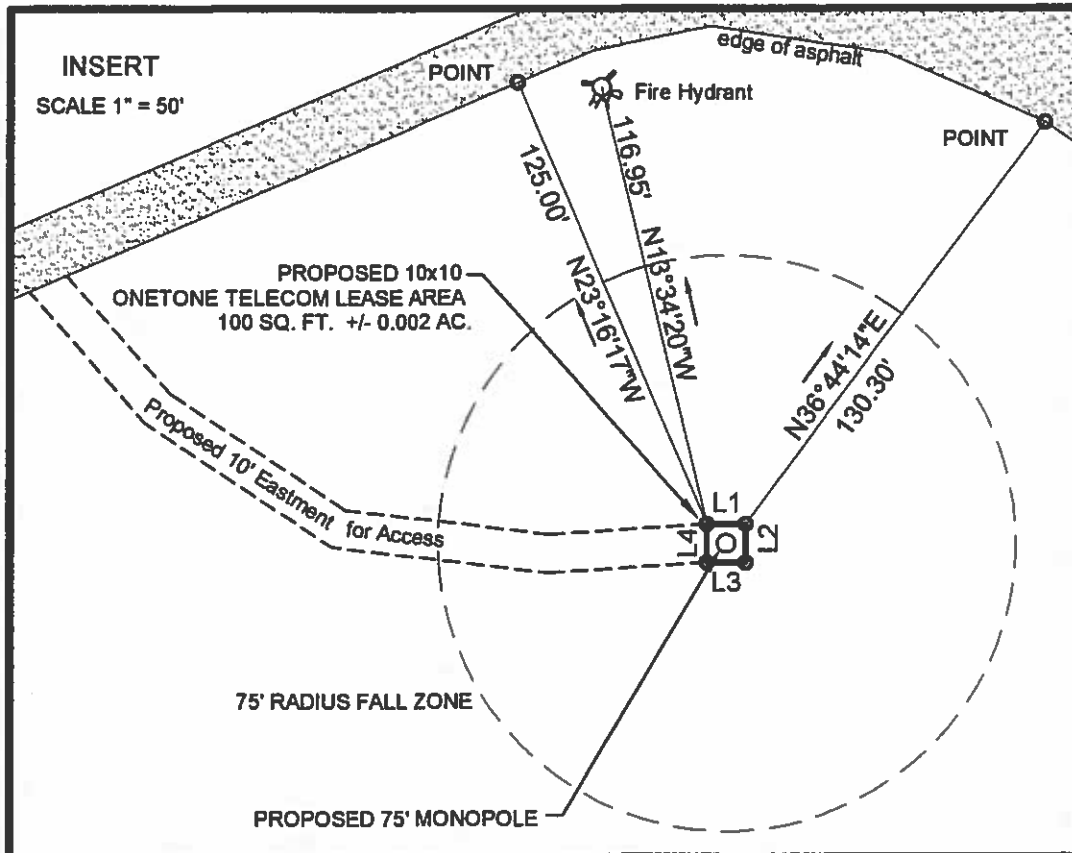 INSERT
SCALE 1" = 50'
POINT
edge of asphalt
Fire Hydrant
POINT
125.00'
116.95'
N23°16'17"W
N13°34'20"W
N36°44'14"E
130.30'
PROPOSED 10x10
ONETONE TELECOM LEASE AREA
100 SQ. FT. +/- 0.002 AC.
Proposed 10' Eastment for Access
L1
L4
L2
L3
75' RADIUS FALL ZONE
PROPOSED 75' MONOPOLE